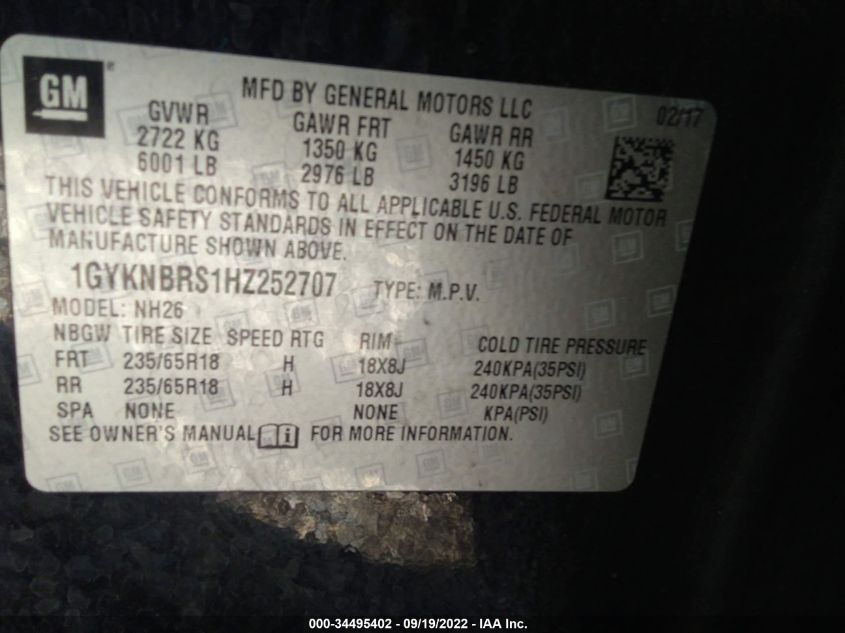 GM
MFD BY GENERAL MOTORS LLC
02/17
GVWR GAWR FRT GAWR RR
2722 KG 1350 KG 1450 KG
6001 LB 2976 LB 3196 LB
THIS VEHICLE CONFORMS TO ALL APPLICABLE U.S. FEDERAL MOTOR
VEHICLE SAFETY STANDARDS IN EFFECT ON THE DATE OF
MANUFACTURE SHOWN ABOVE.
1GYKNBRS1HZ252707 TYPE: M.P.V.
MODEL: NH26
NBGW TIRE SIZE SPEED RTG RIM COLD TIRE PRESSURE
FRT 235/65R18 H 18X8J 240KPA(35PSI)
RR 235/65R18 H 18X8J 240KPA(35PSI)
SPA NONE NONE KPA(PSI)
SEE OWNER'S MANUAL FOR MORE INFORMATION.
000-34495402 - 09/19/2022 - IAA Inc.